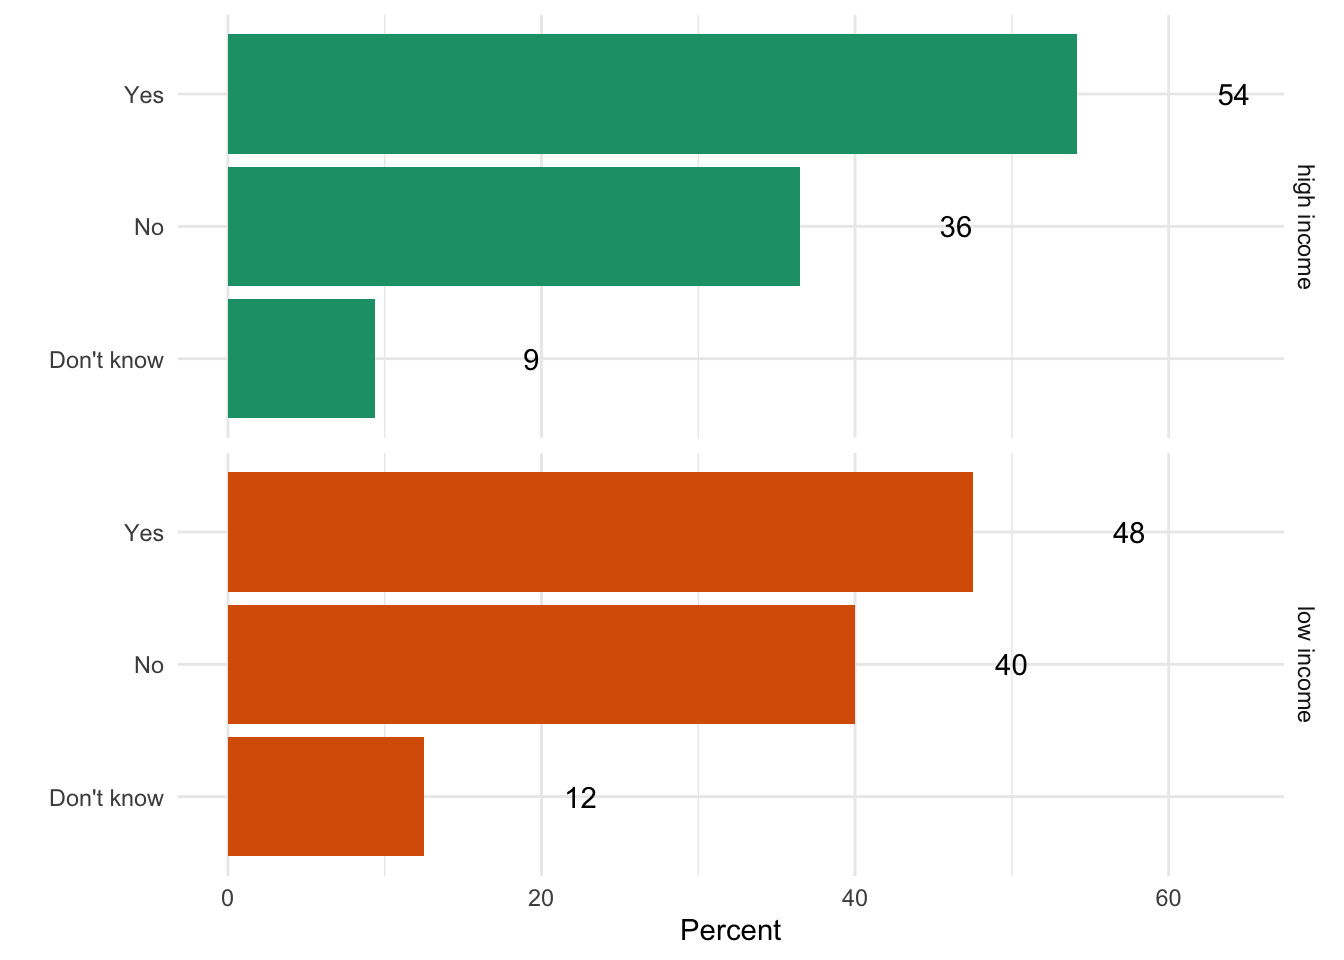 Yes 54
No 36
Don't know 9
high income
Yes 48
No 40
Don't know 12
low income
0 20 40 60
Percent